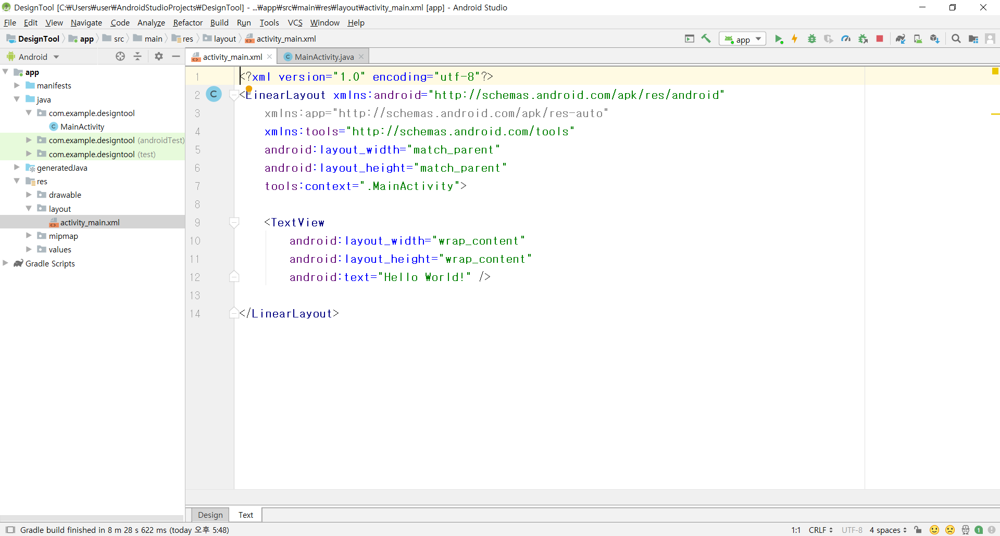 DesignTool [C:₩Users₩user₩AndroidStudioProjects₩DesignTool] - ...₩app₩src₩main₩res₩layout₩activity_main.xml [app] - Android Studio
File Edit View Navigate Code Analyze Refactor Build Run Tools VCS Window Help
DesignTool app src main res layout activity_main.xml app
Android
activity_main.xml MainActivity.java
app
manifests
java
com.example.designtool
C MainActivity
com.example.designtool (androidTest)
com.example.designtool (test)
generatedJava
res
drawable
layout
activity_main.xml
mipmap
values
Gradle Scripts
1 <?xml version="1.0" encoding="utf-8"?>
2 C <LinearLayout xmlns:android="http://schemas.android.com/apk/res/android"
3 xmlns:app="http://schemas.android.com/apk/res-auto"
4 xmlns:tools="http://schemas.android.com/tools"
5 android:layout_width="match_parent"
6 android:layout_height="match_parent"
7 tools:context=".MainActivity">
8
9 <TextView
10 android:layout_width="wrap_content"
11 android:layout_height="wrap_content"
12 android:text="Hello World!" />
13
14 </LinearLayout>
Design Text
Gradle build finished in 8 m 28 s 622 ms (today 오후 5:48) 1:1 CRLF UTF-8 4 spaces 1